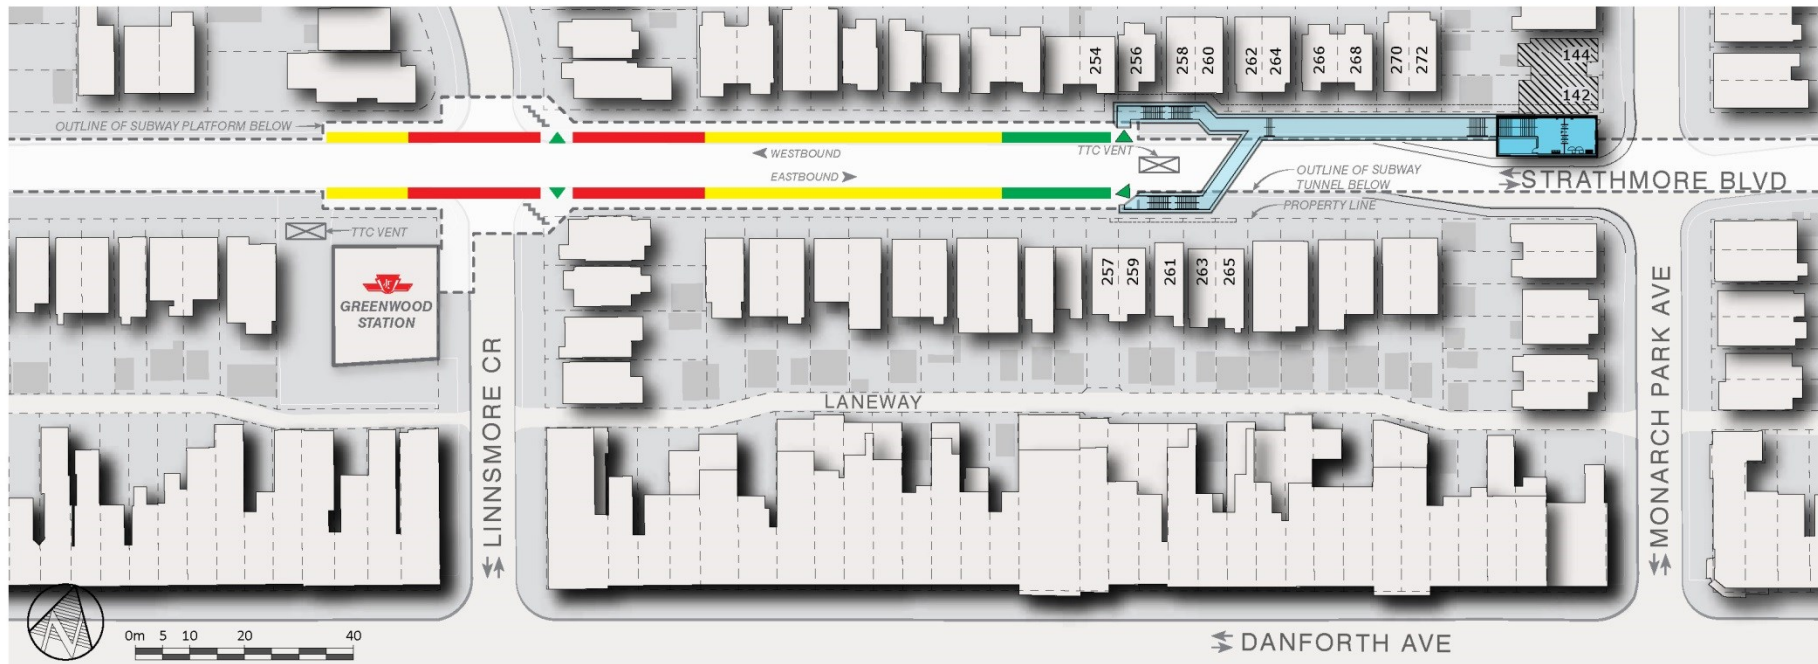 254
256
258
260
262
264
266
268
270
272
144
142
OUTLINE OF SUBWAY PLATFORM BELOW
WESTBOUND
EASTBOUND
TTC VENT
OUTLINE OF SUBWAY
TUNNEL BELOW
PROPERTY LINE
STRATHMORE BLVD
TTC VENT
GREENWOOD
STATION
257
259
261
263
265
LINNSMORE CR
LANEWAY
MONARCH PARK AVE
DANFORTH AVE
N
0m 5 10 20 40